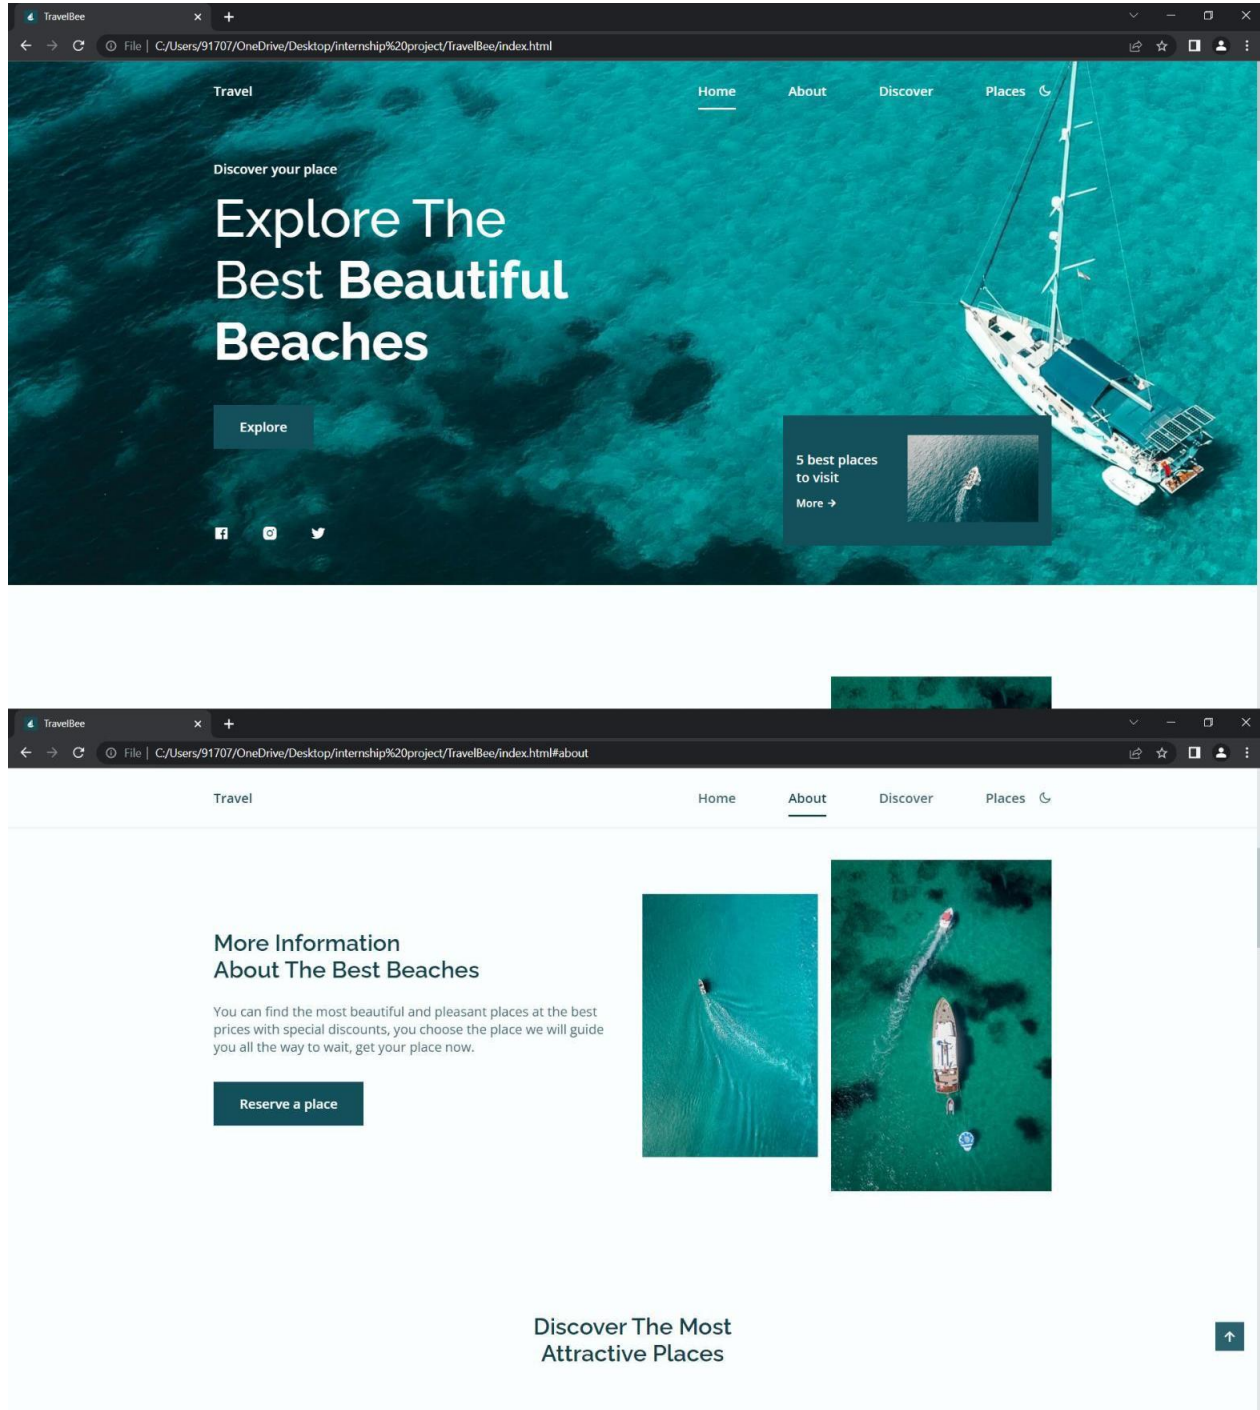 TravelBee
File C:/Users/91707/OneDrive/Desktop/internship%20project/TravelBee/index.html
Travel Home About Discover Places
Discover your place
Explore The
Best Beautiful
Beaches
Explore
5 best places
to visit
More →
TravelBee
File C:/Users/91707/OneDrive/Desktop/internship%20project/TravelBee/index.html#about
Travel Home About Discover Places
More Information
About The Best Beaches
You can find the most beautiful and pleasant places at the best
prices with special discounts, you choose the place we will guide
you all the way to wait, get your place now.
Reserve a place
Discover The Most
Attractive Places